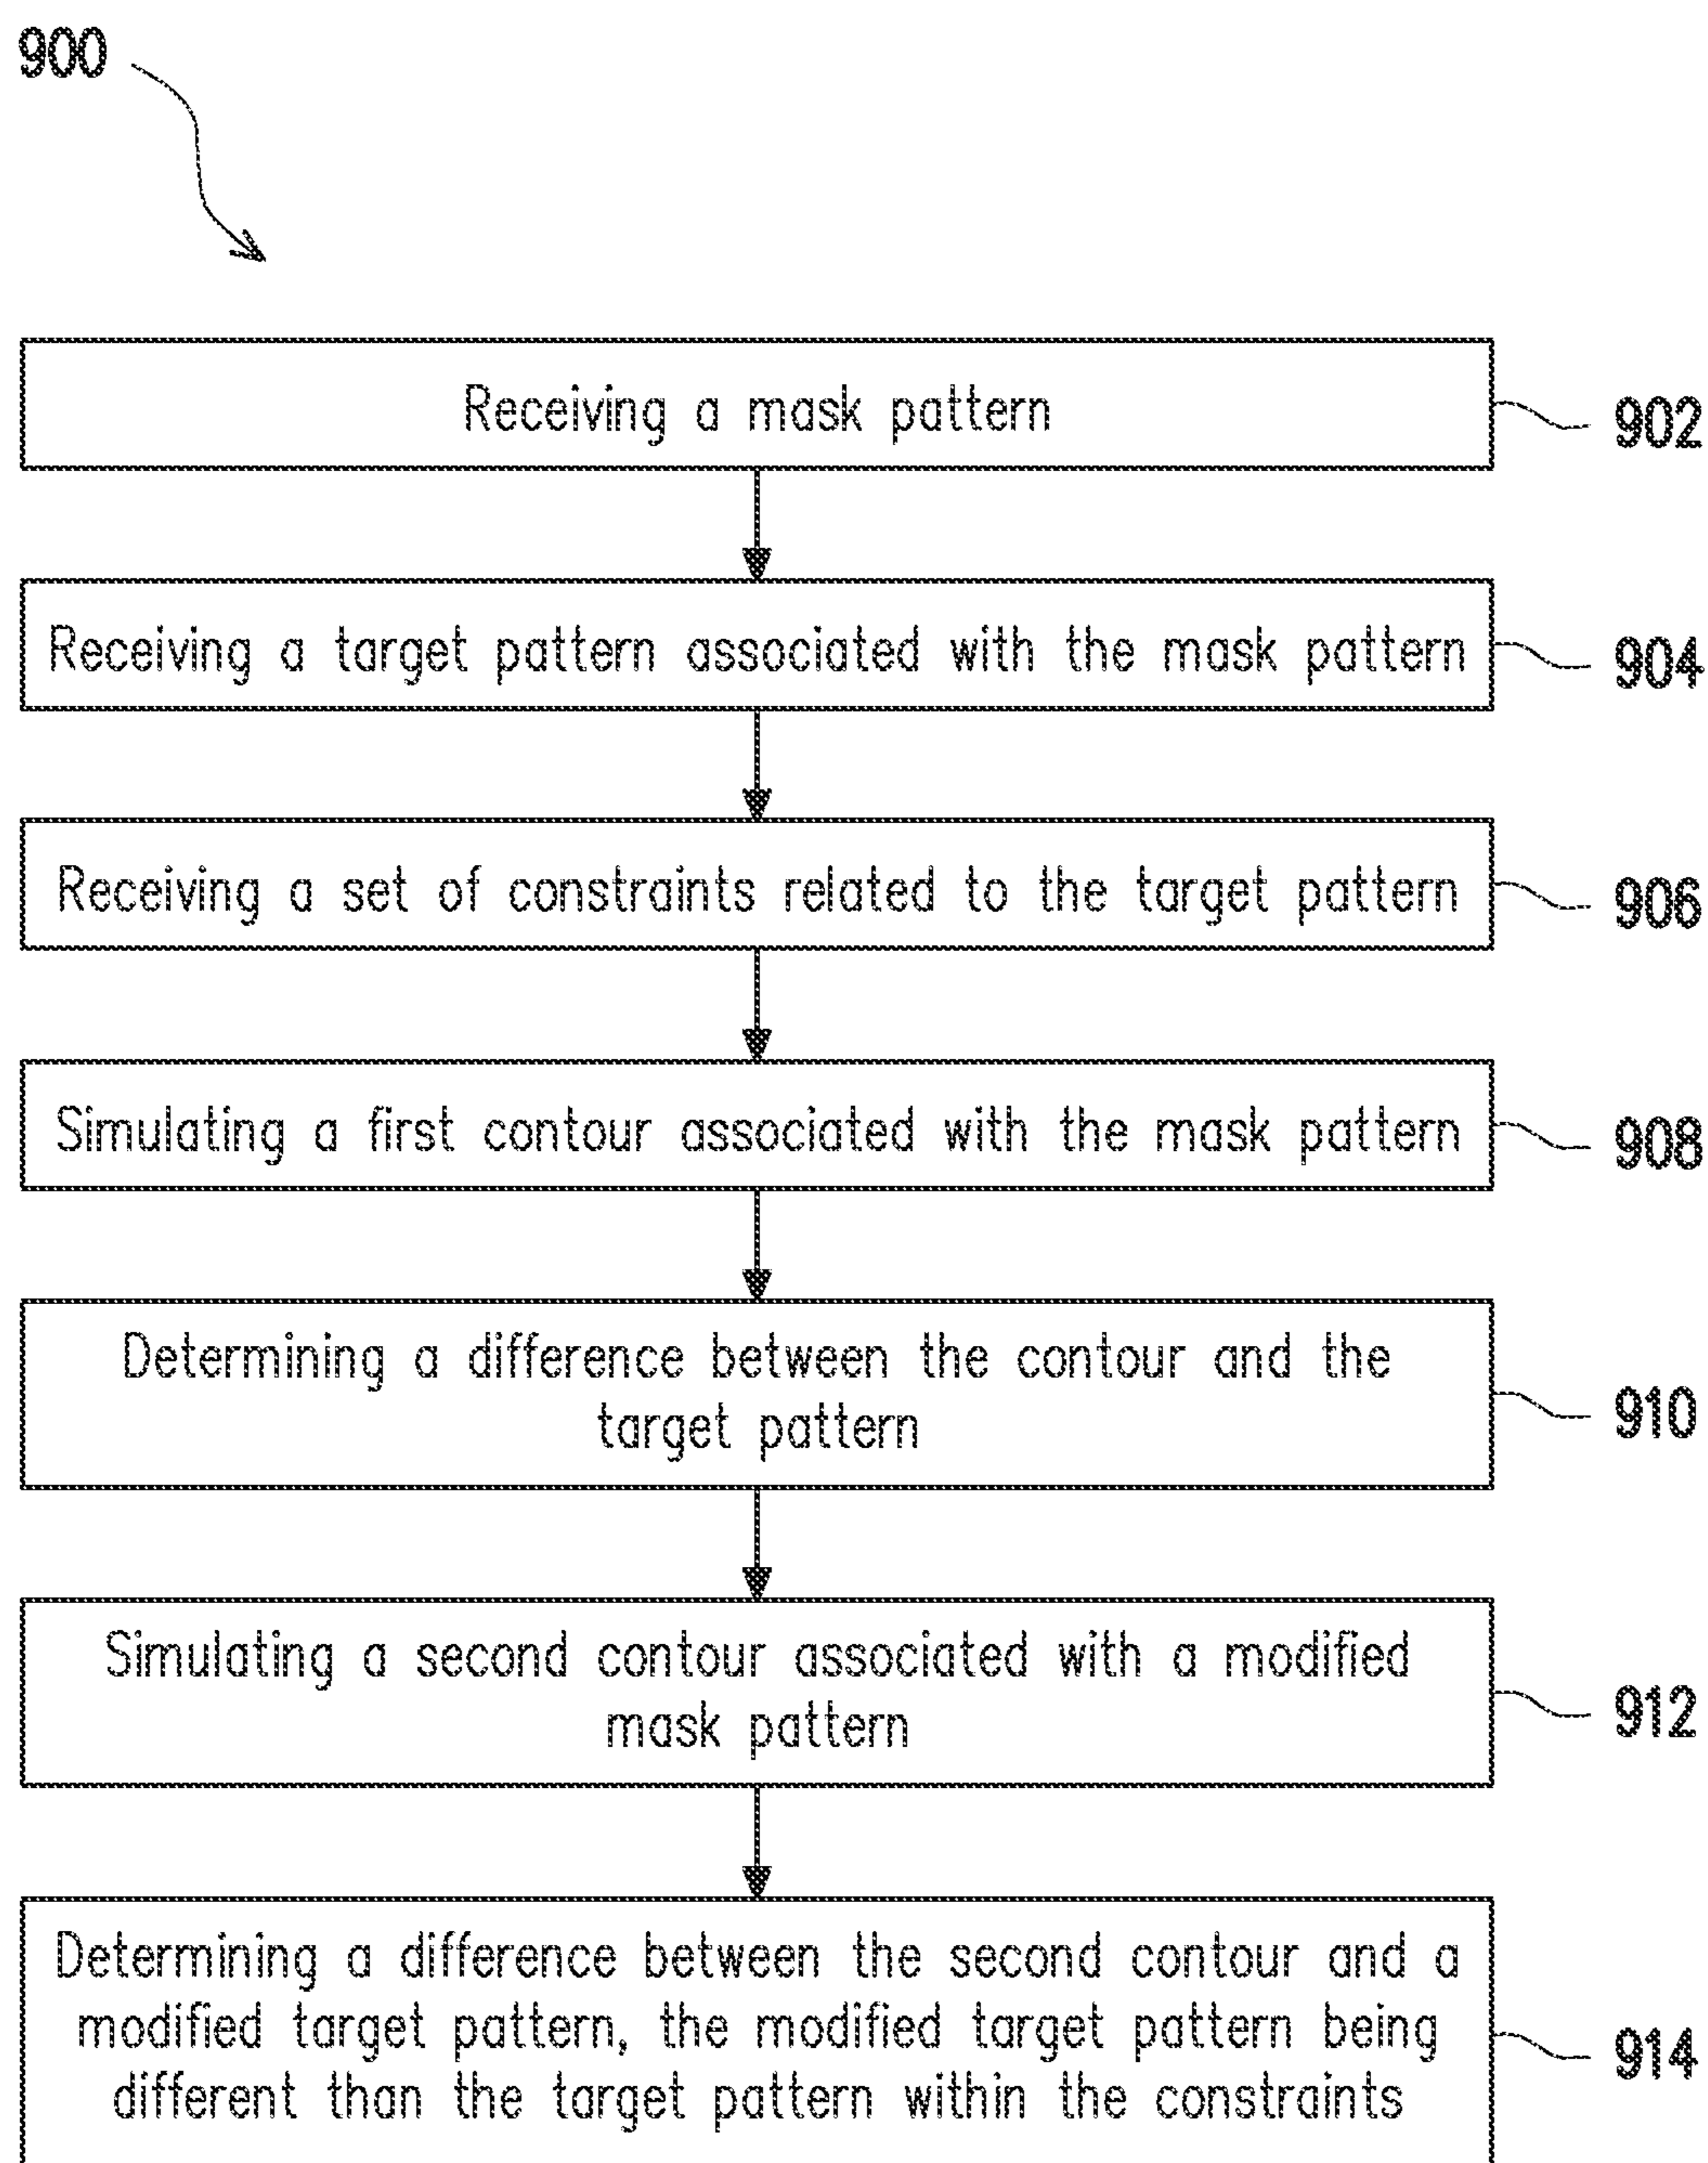 900
Receiving a mask pattern
902
Receiving a target pattern associated with the mask pattern
904
Receiving a set of constraints related to the target pattern
906
Simulating a first contour associated with the mask pattern
908
Determining a difference between the contour and the
target pattern
910
Simulating a second contour associated with a modified
mask pattern
912
Determining a difference between the second contour and a
modified target pattern, the modified target pattern being
different than the target pattern within the constraints
914